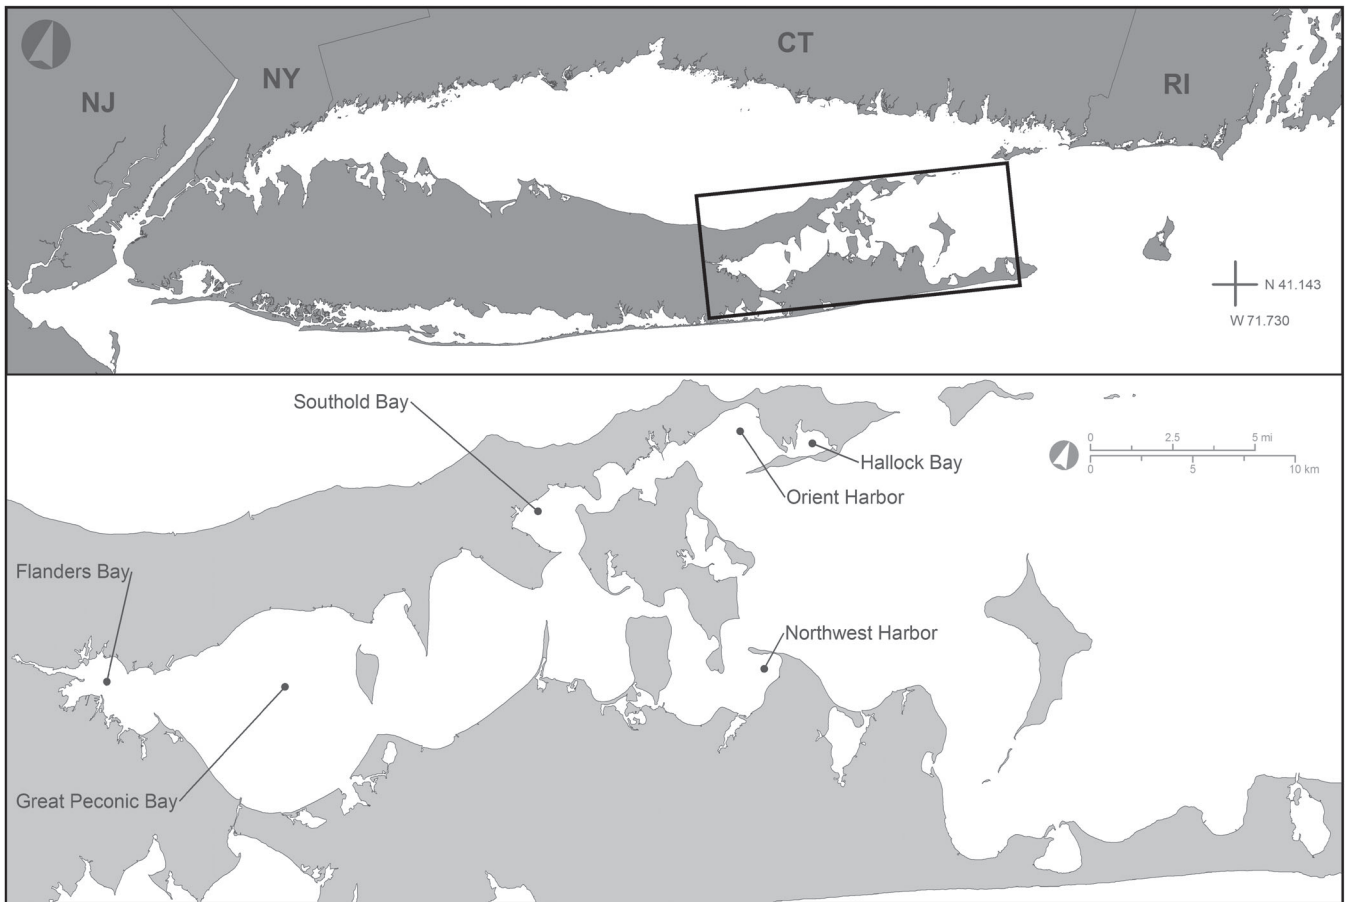 NJ
NY
CT
RI
N 41.143
W 71.730
Southold Bay
Hallock Bay
Orient Harbor
0 2.5 5 mi
0 5 10 km
Flanders Bay
Northwest Harbor
Great Peconic Bay